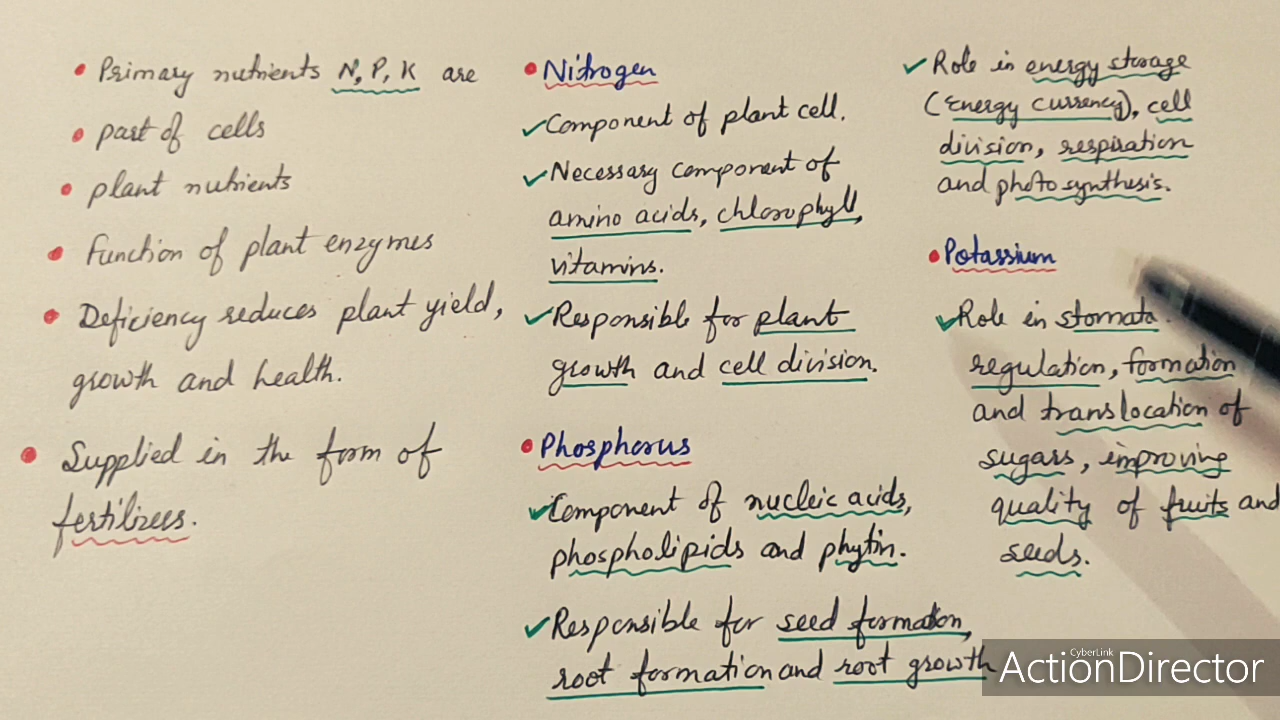 • Primary nutrients N, P, K are
• part of cells
• plant nutrients
• Function of plant enzymes
• Deficiency reduces plant yield,
growth and health.
• Supplied in the form of
fertilizers.
• Nitrogen
✓ Component of plant cell.
✓ Necessary component of
amino acids, chlorophyll,
vitamins.
✓ Responsible for plant
growth and cell division.
• Phosphorus
✓ Component of nucleic acids,
phospholipids and phytin.
✓ Responsible for seed formation,
root formation and root growth
✓ Role in energy storage
(Energy currency), cell
division, respiration
and photosynthesis.
• Potassium
✓ Role in stomata
regulation, formation
and translocation of
sugars, improving
quality of fruits and
seeds.
CyberLink
ActionDirector